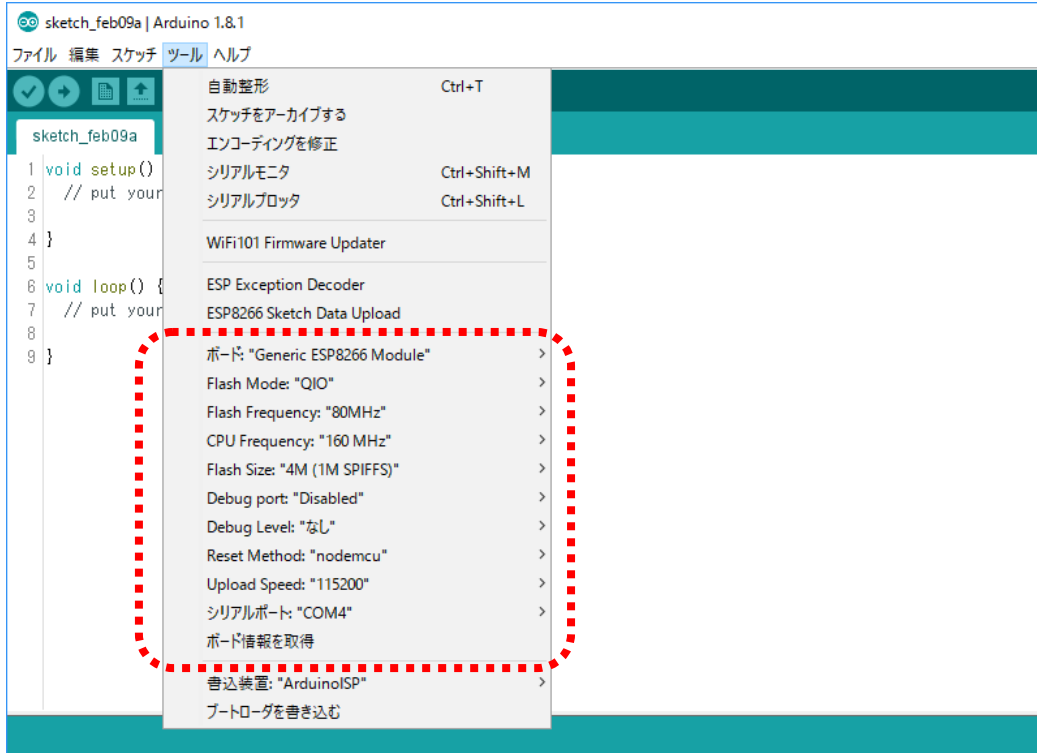 sketch_feb09a | Arduino 1.8.1
ファイル 編集 スケッチ ツール ヘルプ
自動整形 Ctrl+T
スケッチをアーカイブする
エンコーディングを修正
シリアルモニタ Ctrl+Shift+M
シリアルプロッタ Ctrl+Shift+L
WiFi101 Firmware Updater
ESP Exception Decoder
ESP8266 Sketch Data Upload
ボード: "Generic ESP8266 Module"
Flash Mode: "QIO"
Flash Frequency: "80MHz"
CPU Frequency: "160 MHz"
Flash Size: "4M (1M SPIFFS)"
Debug port: "Disabled"
Debug Level: "なし"
Reset Method: "nodemcu"
Upload Speed: "115200"
シリアルポート: "COM4"
ボード情報を取得
書込装置: "ArduinoISP"
ブートローダを書き込む
sketch_feb09a
1 void setup()
2 // put your
3
4 }
5
6 void loop() {
7 // put your
8
9 }